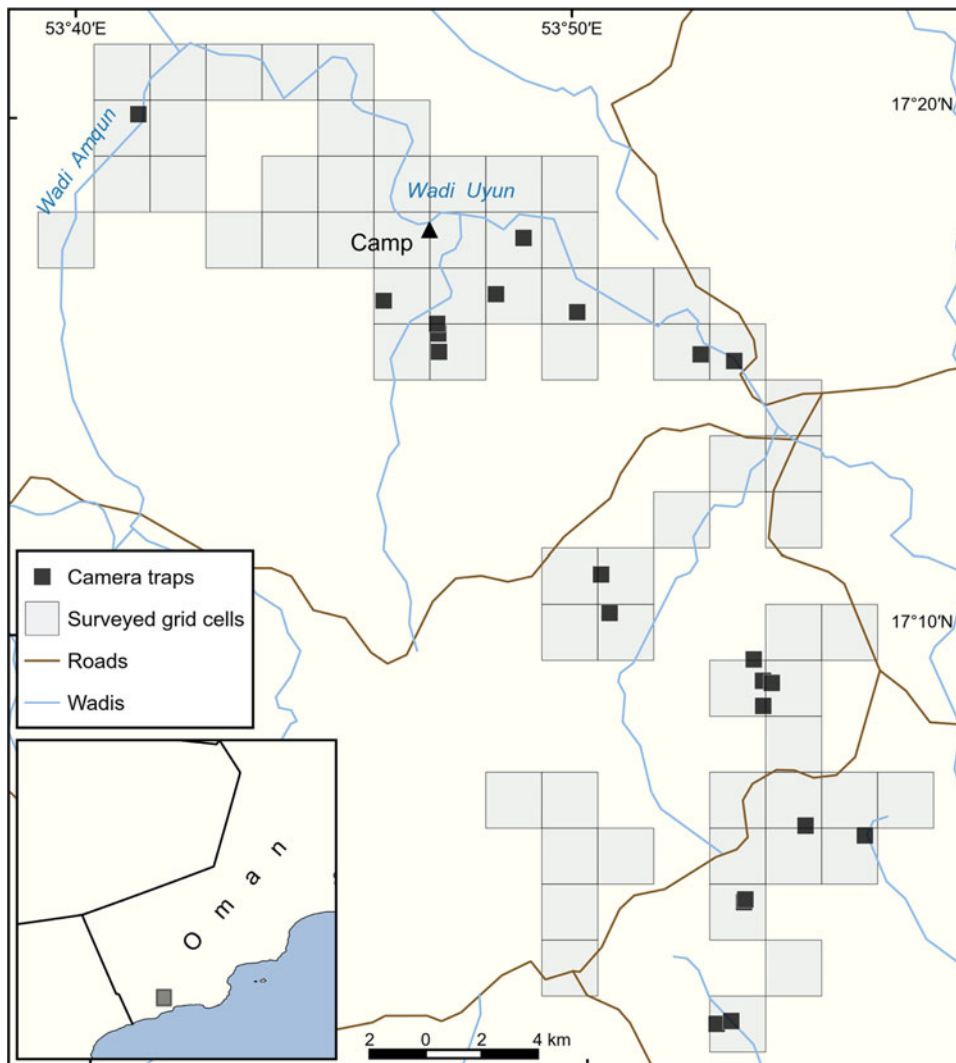 53°40′E
53°50′E
17°20′N
Wadi Amqun
Wadi Uyun
Camp
Camera traps
Surveyed grid cells
Roads
Wadis
17°10′N
Oman
2 0 2 4 km